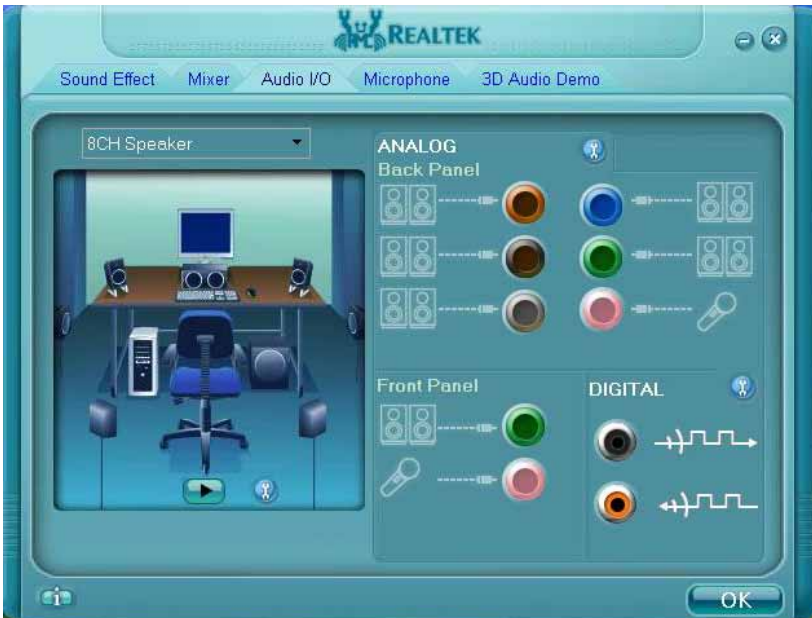 REALTEK
Sound Effect Mixer Audio I/O Microphone 3D Audio Demo
8CH Speaker
ANALOG
Back Panel
Front Panel
DIGITAL
OK